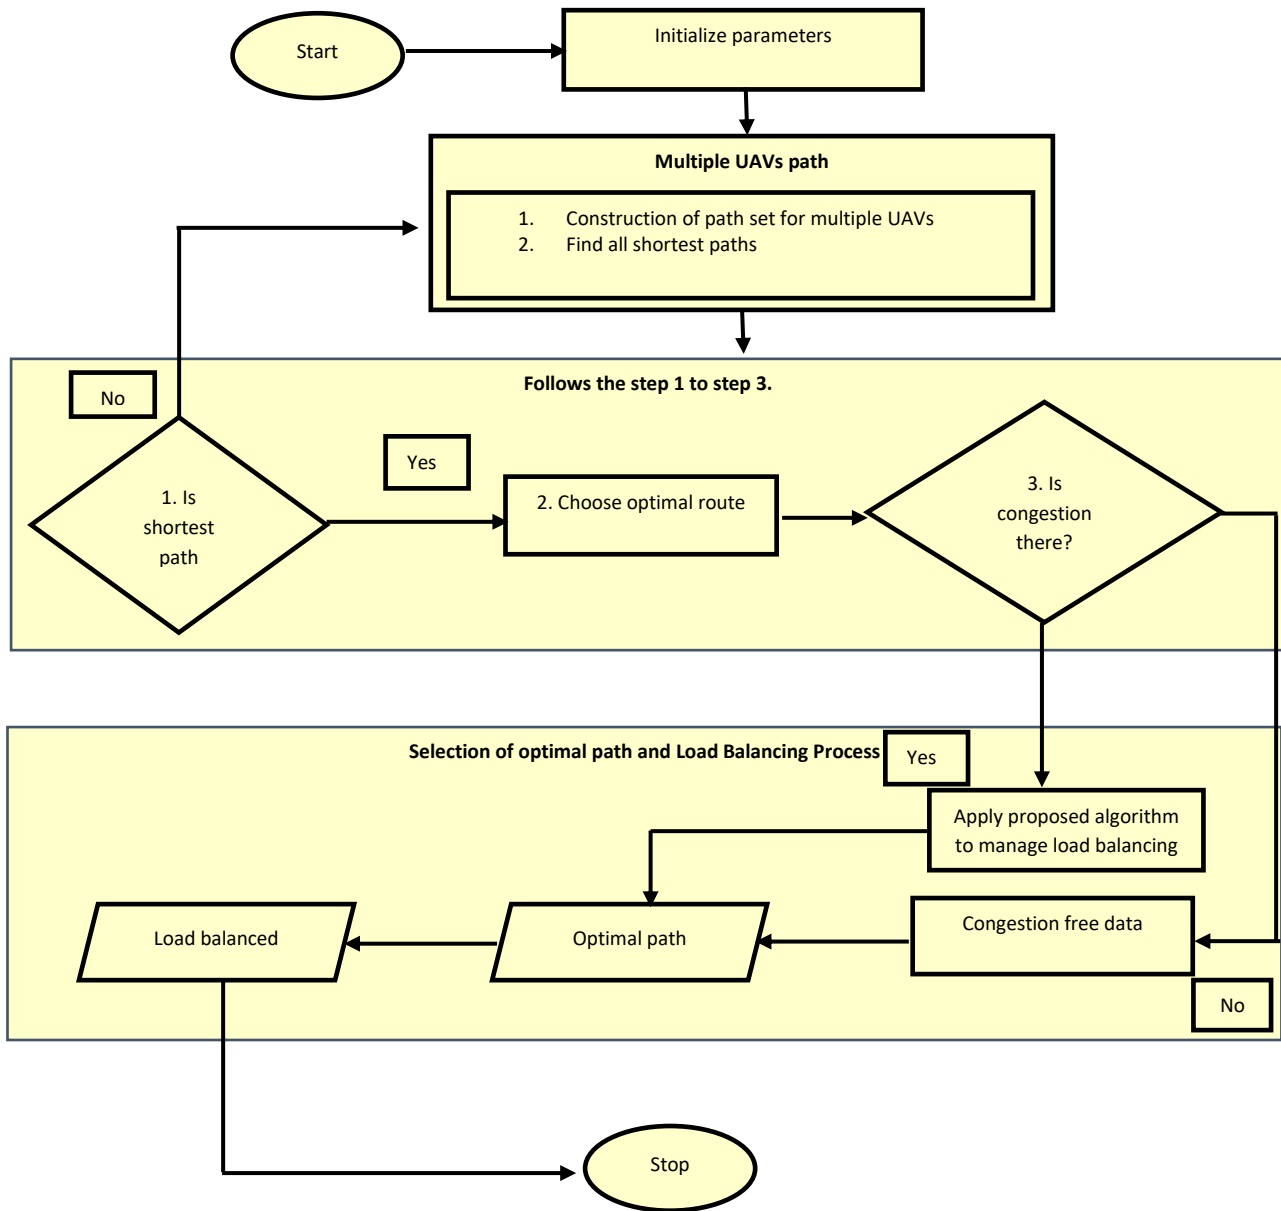 Start
Initialize parameters
Multiple UAVs path
1. Construction of path set for multiple UAVs
2. Find all shortest paths
Follows the step 1 to step 3.
No
Yes
1. Is
shortest
path
2. Choose optimal route
3. Is
congestion
there?
Selection of optimal path and Load Balancing Process
Yes
Apply proposed algorithm
to manage load balancing
Load balanced
Optimal path
Congestion free data
No
Stop